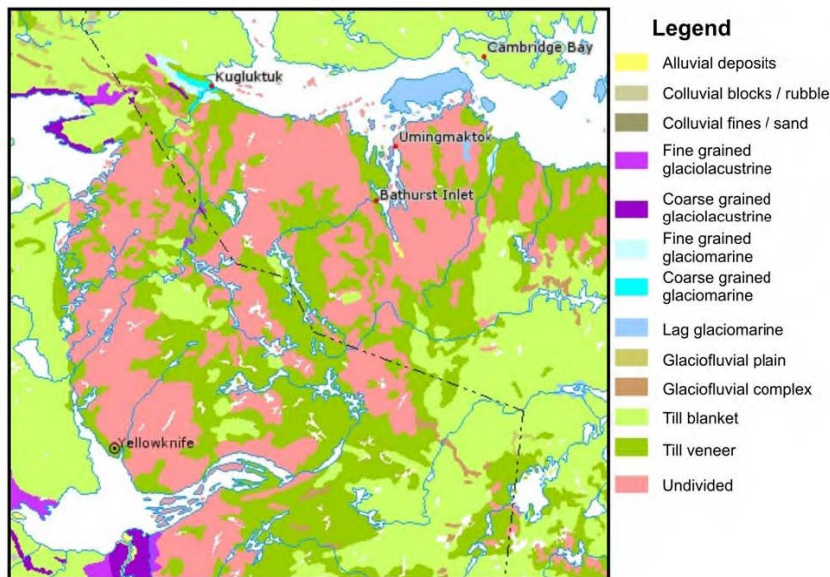 Cambridge Bay
Kugluktuk
Umingmaktok
Bathurst Inlet
Yellowknife
Legend
Alluvial deposits
Colluvial blocks / rubble
Colluvial fines / sand
Fine grained
glaciolacustrine
Coarse grained
glaciolacustrine
Fine grained
glaciomarine
Coarse grained
glaciomarine
Lag glaciomarine
Glaciofluvial plain
Glaciofluvial complex
Till blanket
Till veneer
Undivided